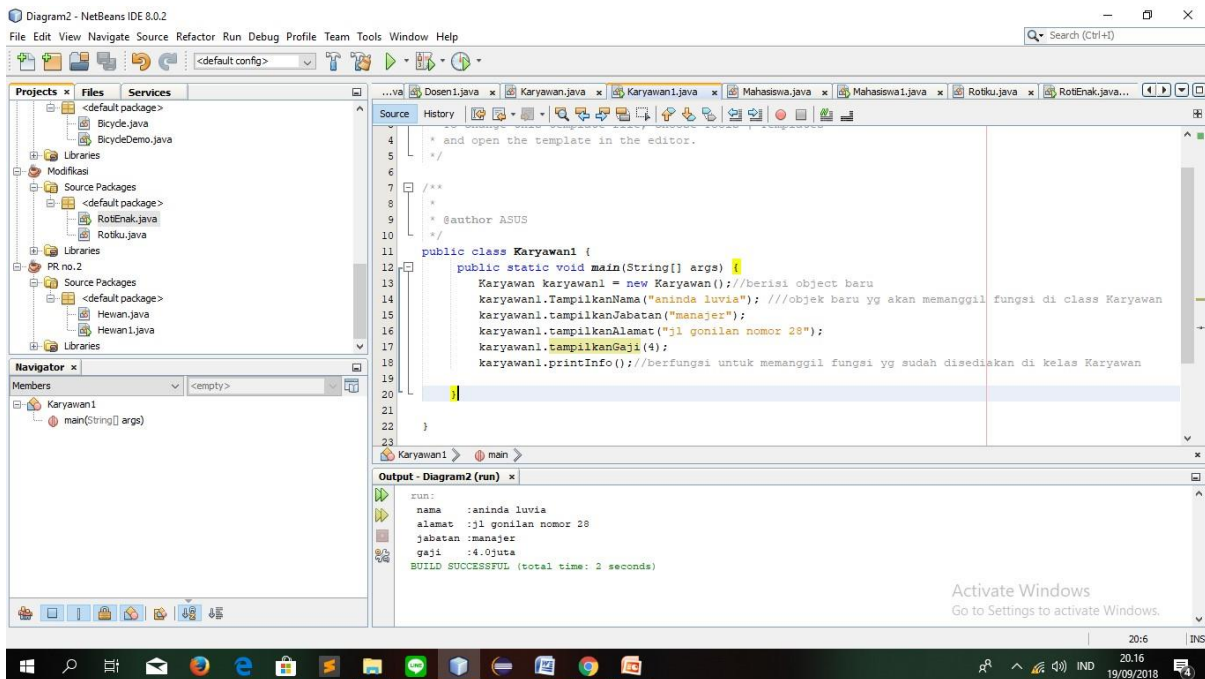 Diagram2 - NetBeans IDE 8.0.2
File Edit View Navigate Source Refactor Run Debug Profile Team Tools Window Help
Search (Ctrl+I)
<default config>
Projects Files Services
<default package>
Bicycle.java
BicycleDemo.java
Libraries
Modifikasi
Source Packages
<default package>
RotiEnak.java
Rotiku.java
Libraries
PR no.2
Source Packages
<default package>
Hewan.java
Hewan1.java
Libraries
Navigator
Members <empty>
Karyawan1
main(String[] args)
...va Dosen1.java Karyawan.java Karyawan1.java Mahasiswa.java Mahasiswa1.java Rotiku.java RotiEnak.java...
Source History
* To change this template file, choose Tools | Templates
4 * and open the template in the editor.
5 */
6
7 /**
8 *
9 * @author ASUS
10 */
11 public class Karyawan1 {
12 public static void main(String[] args) {
13 Karyawan karyawan1 = new Karyawan();//berisi object baru
14 karyawan1.TampilkanNama("aninda luvia"); ///objek baru yg akan memanggil fungsi di class Karyawan
15 karyawan1.tampilkanJabatan("manajer");
16 karyawan1.tampilkanAlamat("jl gonilan nomor 28");
17 karyawan1.tampilkanGaji(4);
18 karyawan1.printInfo();//berfungsi untuk memanggil fungsi yg sudah disediakan di kelas Karyawan
19
20 }
21
22 }
23
Karyawan1 main
Output - Diagram2 (run)
run:
nama :aninda luvia
alamat :jl gonilan nomor 28
jabatan :manajer
gaji :4.0juta
BUILD SUCCESSFUL (total time: 2 seconds)
Activate Windows
Go to Settings to activate Windows.
20:6 INS
IND
20.16
19/09/2018